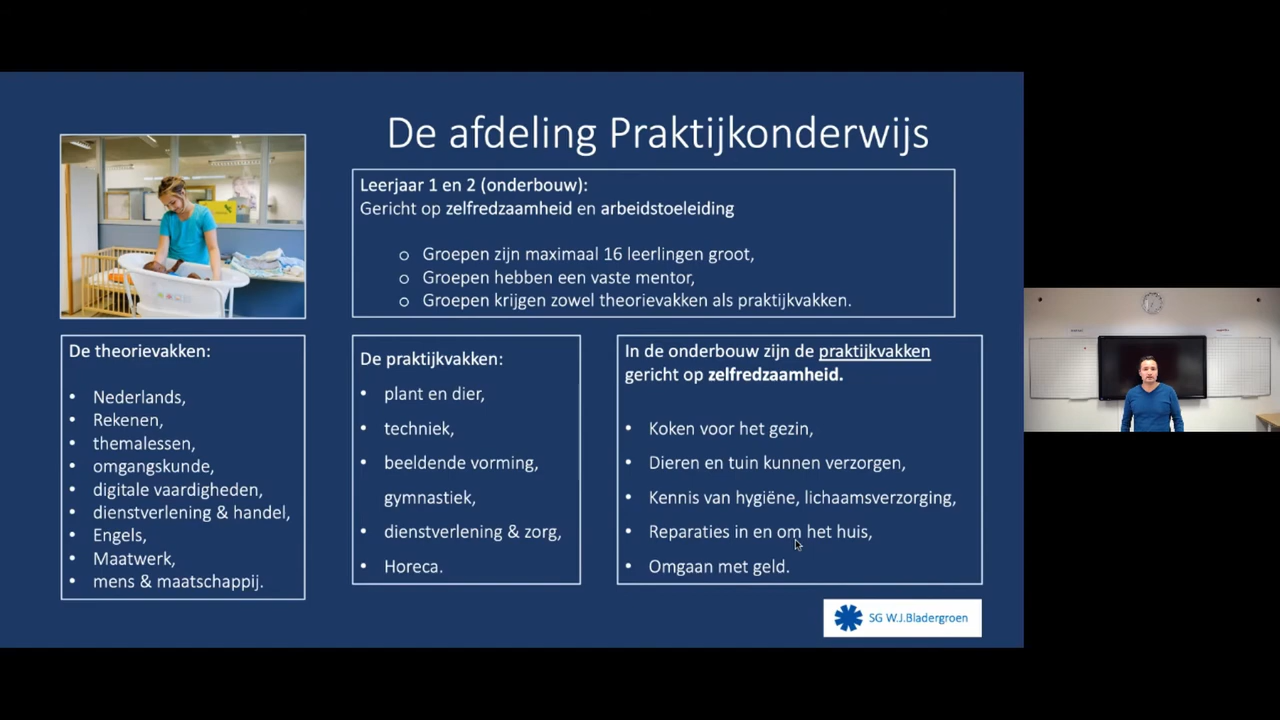 De afdeling Praktijkonderwijs
Leerjaar 1 en 2 (onderbouw):
Gericht op zelfredzaamheid en arbeidstoeleiding
o Groepen zijn maximaal 16 leerlingen groot,
o Groepen hebben een vaste mentor,
o Groepen krijgen zowel theorievakken als praktijkvakken.
De theorievakken:
• Nederlands,
• Rekenen,
• themalessen,
• omgangskunde,
• digitale vaardigheden,
• dienstverlening & handel,
• Engels,
• Maatwerk,
• mens & maatschappij.
De praktijkvakken:
• plant en dier,
• techniek,
• beeldende vorming,
gymnastiek,
• dienstverlening & zorg,
• Horeca.
In de onderbouw zijn de praktijkvakken
gericht op zelfredzaamheid.
• Koken voor het gezin,
• Dieren en tuin kunnen verzorgen,
• Kennis van hygiëne, lichaamsverzorging,
• Reparaties in en om het huis,
• Omgaan met geld.
SG W.J.Bladergroen